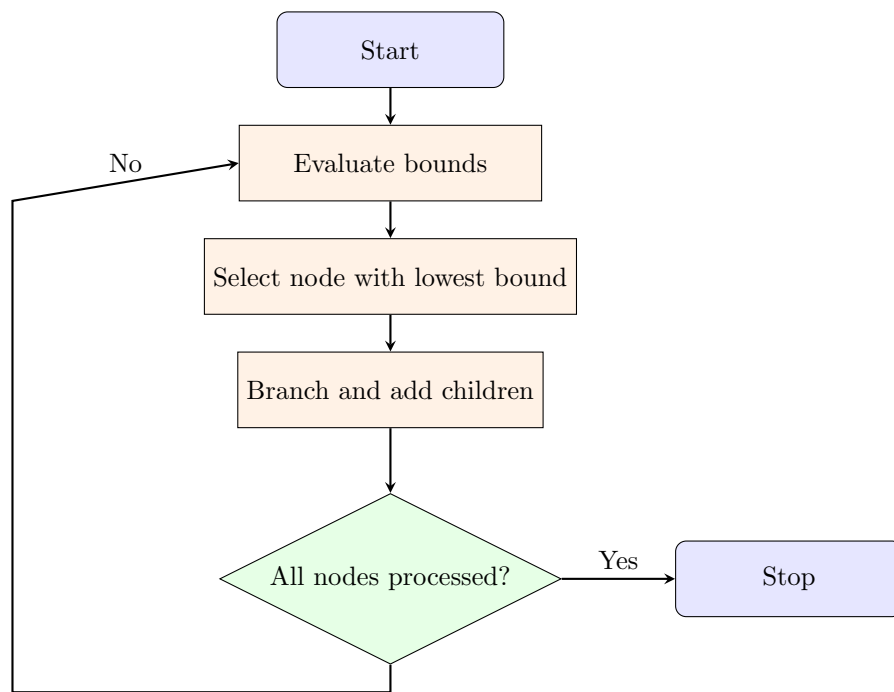 Start
No
Evaluate bounds
Select node with lowest bound
Branch and add children
All nodes processed?
Yes
Stop